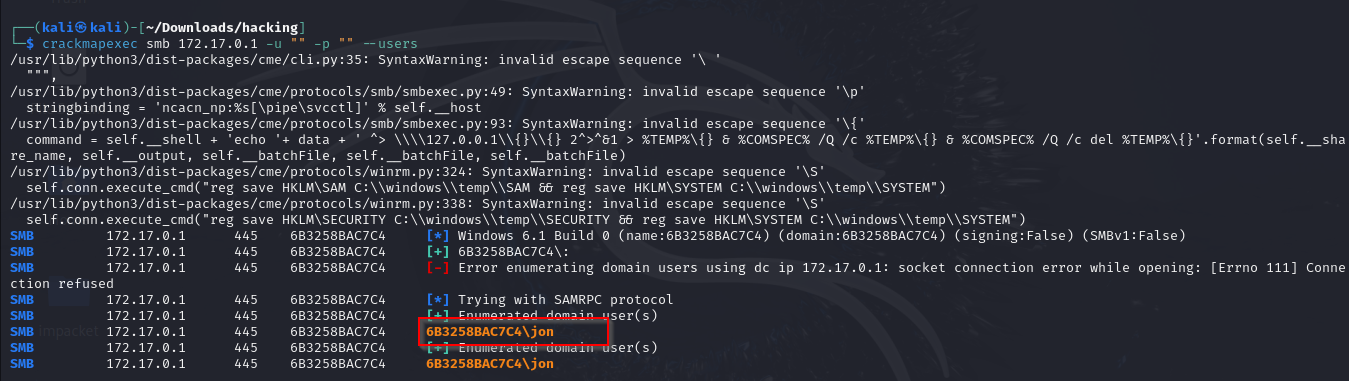 ┌──(kali㉿kali)-[~/Downloads/hacking]
└─$ crackmapexec smb 172.17.0.1 -u "" -p "" --users
/usr/lib/python3/dist-packages/cme/cli.py:35: SyntaxWarning: invalid escape sequence '\ '
  """,
/usr/lib/python3/dist-packages/cme/protocols/smb/smbexec.py:49: SyntaxWarning: invalid escape sequence '\p'
  stringbinding = 'ncacn_np:%s[\pipe\svcctl]' % self.__host
/usr/lib/python3/dist-packages/cme/protocols/smb/smbexec.py:93: SyntaxWarning: invalid escape sequence '\{'
  command = self.__shell + 'echo '+ data + ' ^> \\\\127.0.0.1\\{}\\{} 2^>^&1 > %TEMP%\{} & %COMSPEC% /Q /c %TEMP%\{} & %COMSPEC% /Q /c del %TEMP%\{}'.format(self.__sha
re_name, self.__output, self.__batchFile, self.__batchFile, self.__batchFile)
/usr/lib/python3/dist-packages/cme/protocols/winrm.py:324: SyntaxWarning: invalid escape sequence '\S'
  self.conn.execute_cmd("reg save HKLM\SAM C:\\windows\\temp\\SAM && reg save HKLM\SYSTEM C:\\windows\\temp\\SYSTEM")
/usr/lib/python3/dist-packages/cme/protocols/winrm.py:338: SyntaxWarning: invalid escape sequence '\S'
  self.conn.execute_cmd("reg save HKLM\SECURITY C:\\windows\\temp\\SECURITY && reg save HKLM\SYSTEM C:\\windows\\temp\\SYSTEM")
SMB         172.17.0.1      445    6B3258BAC7C4     [*] Windows 6.1 Build 0 (name:6B3258BAC7C4) (domain:6B3258BAC7C4) (signing:False) (SMBv1:False)
SMB         172.17.0.1      445    6B3258BAC7C4     [+] 6B3258BAC7C4\:
SMB         172.17.0.1      445    6B3258BAC7C4     [-] Error enumerating domain users using dc ip 172.17.0.1: socket connection error while opening: [Errno 111] Conne
ction refused
SMB         172.17.0.1      445    6B3258BAC7C4     [*] Trying with SAMRPC protocol
SMB         172.17.0.1      445    6B3258BAC7C4     [+] Enumerated domain user(s)
SMB         172.17.0.1      445    6B3258BAC7C4     6B3258BAC7C4\jon
SMB         172.17.0.1      445    6B3258BAC7C4     [+] Enumerated domain user(s)
SMB         172.17.0.1      445    6B3258BAC7C4     6B3258BAC7C4\jon
impacket